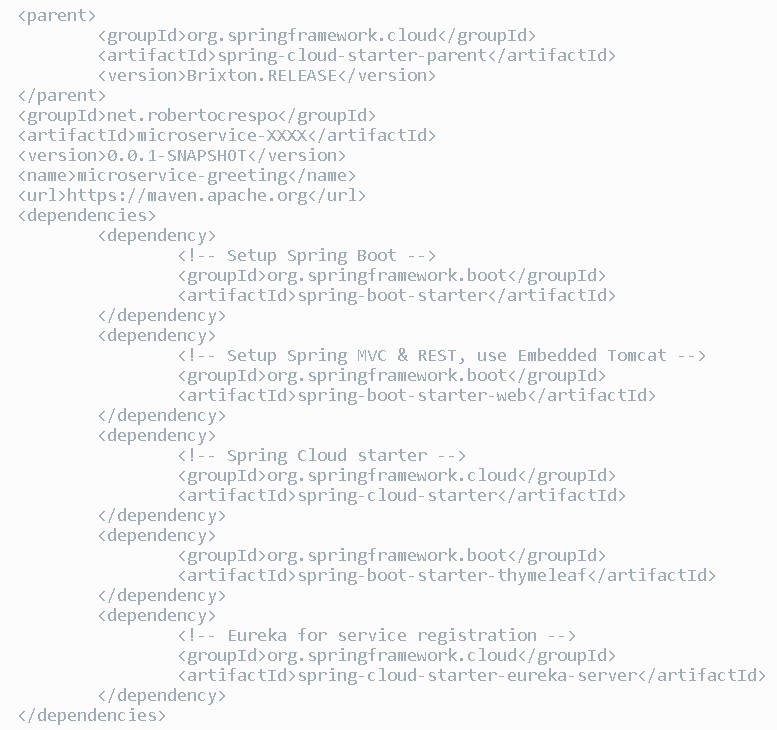 <parent>
<groupId>org.springframework.cloud</groupId>
<artifactId>spring-cloud-starter-parent</artifactId>
<version>Brixton.RELEASE</version>
</parent>
<groupId>net.robertocrespo</groupId>
<artifactId>microservice-XXXX</artifactId>
<version>0.0.1-SNAPSHOT</version>
<name>microservice-greeting</name>
<url>https://maven.apache.org</url>
<dependencies>
<dependency>
<!-- Setup Spring Boot -->
<groupId>org.springframework.boot</groupId>
<artifactId>spring-boot-starter</artifactId>
</dependency>
<dependency>
<!-- Setup Spring MVC & REST, use Embedded Tomcat -->
<groupId>org.springframework.boot</groupId>
<artifactId>spring-boot-starter-web</artifactId>
</dependency>
<dependency>
<!-- Spring Cloud starter -->
<groupId>org.springframework.cloud</groupId>
<artifactId>spring-cloud-starter</artifactId>
</dependency>
<dependency>
<groupId>org.springframework.boot</groupId>
<artifactId>spring-boot-starter-thymeleaf</artifactId>
</dependency>
<dependency>
<!-- Eureka for service registration -->
<groupId>org.springframework.cloud</groupId>
<artifactId>spring-cloud-starter-eureka-server</artifactId>
</dependency>
</dependencies>